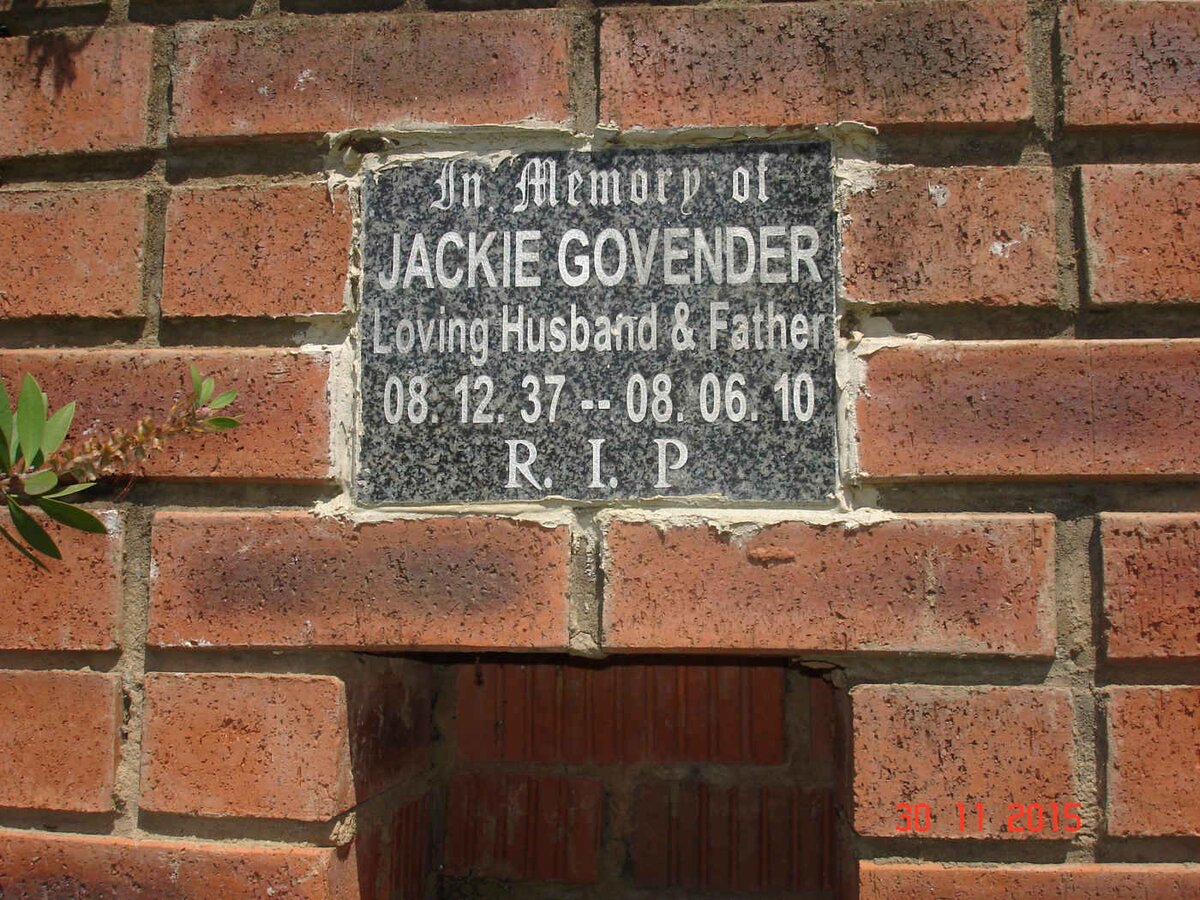 In Memory of
JACKIE GOVENDER
Loving Husband & Father
08. 12. 37 -- 08. 06. 10
R. I. P
30 11 2015